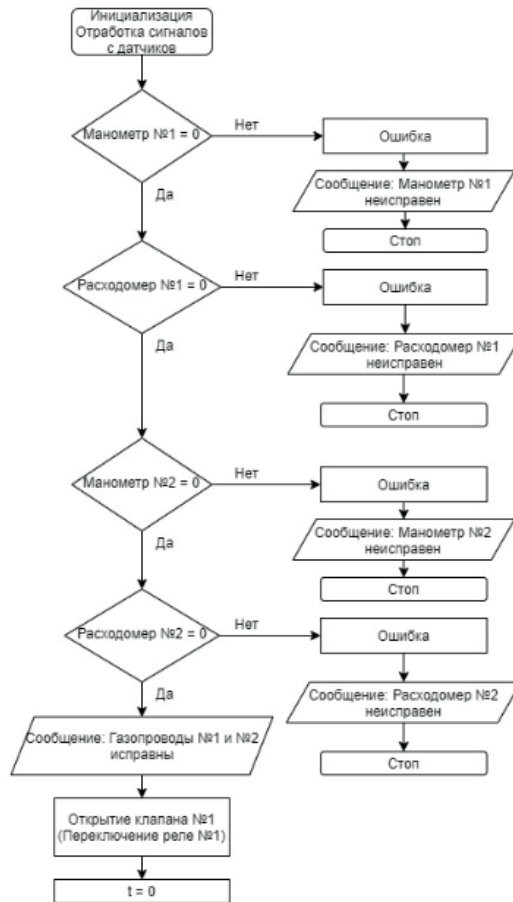 Инициализация
Отработка сигналов
с датчиков
Манометр №1 = 0
Нет
Ошибка
Сообщение: Манометр №1
неисправен
Да
Стоп
Расходомер №1 = 0
Нет
Ошибка
Сообщение: Расходомер №1
неисправен
Да
Стоп
Манометр №2 = 0
Нет
Ошибка
Сообщение: Манометр №2
неисправен
Да
Стоп
Расходомер №2 = 0
Нет
Ошибка
Сообщение: Расходомер №2
неисправен
Да
Стоп
Сообщение: Газопроводы №1 и №2
исправны
Открытие клапана №1
(Переключение реле №1)
t = 0